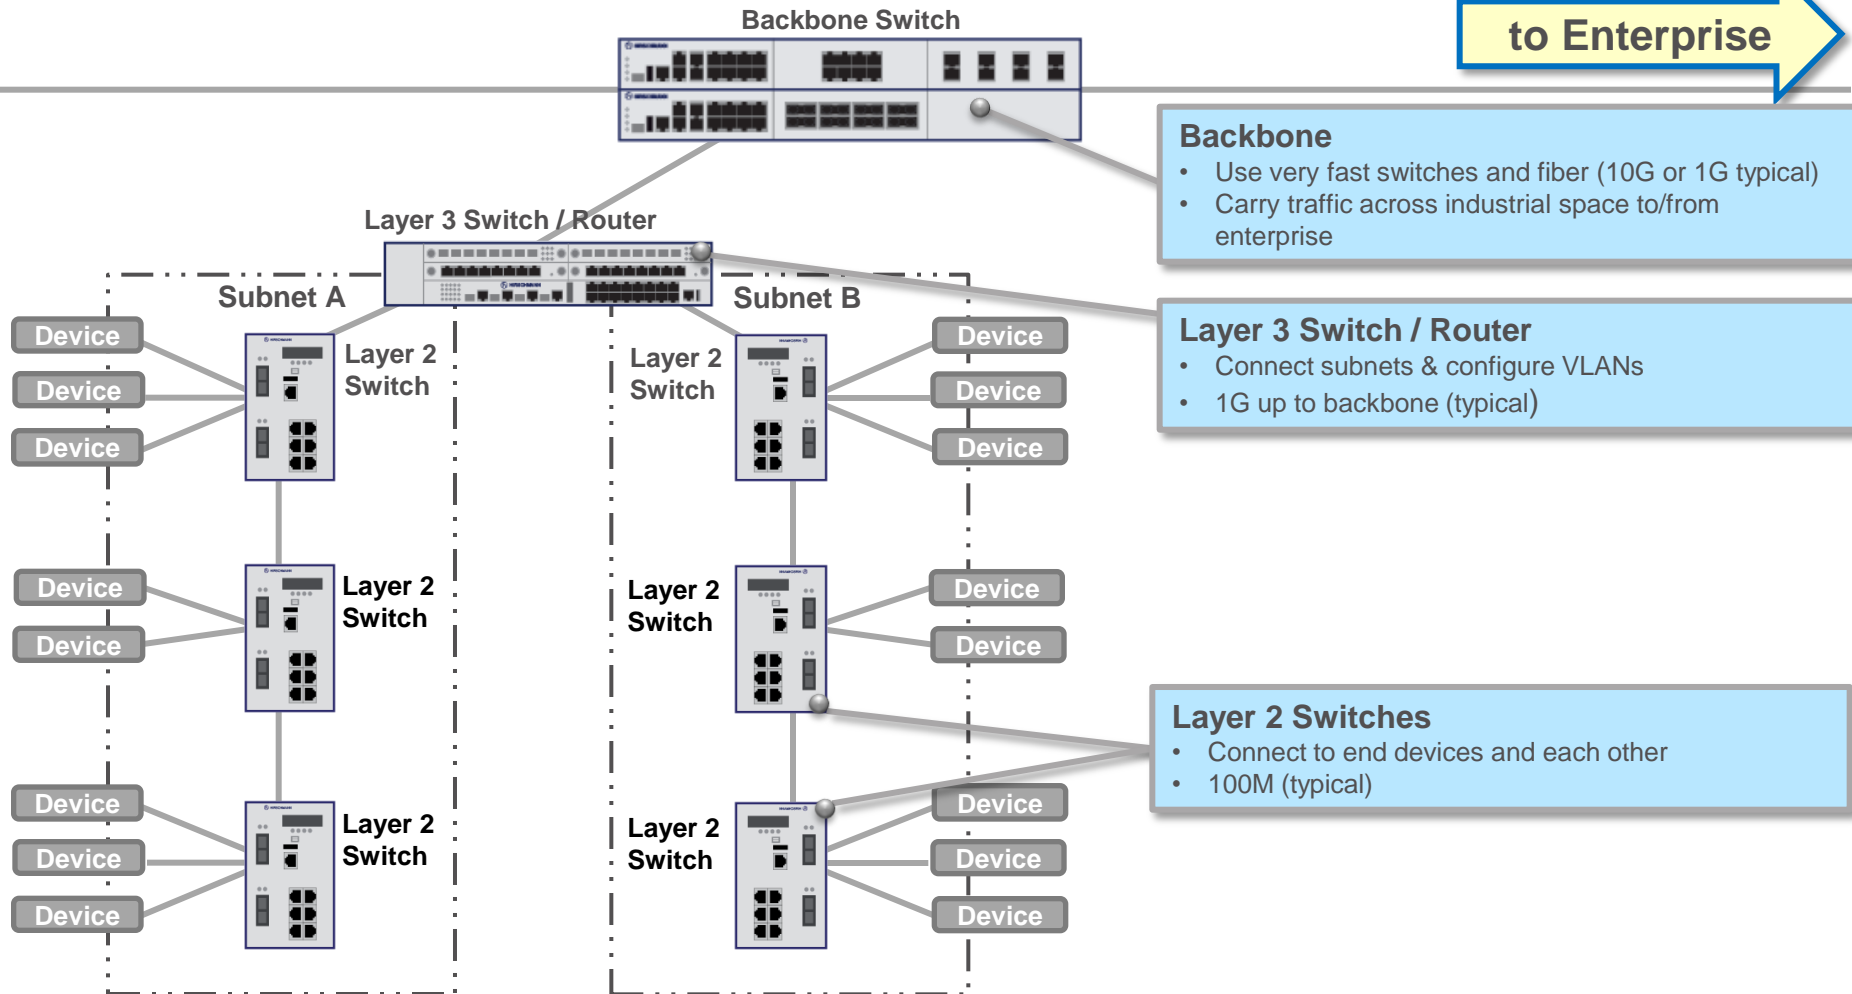 Backbone Switch
to Enterprise
Backbone
• Use very fast switches and fiber (10G or 1G typical)
• Carry traffic across industrial space to/from
enterprise
Layer 3 Switch / Router
HIRSCHMANN
Subnet A
Subnet B
Layer 3 Switch / Router
• Connect subnets & configure VLANs
• 1G up to backbone (typical)
Device
Device
Device
Layer 2
Switch
Layer 2
Switch
Device
Device
Device
Device
Device
Layer 2
Switch
Layer 2
Switch
Device
Device
Layer 2 Switches
• Connect to end devices and each other
• 100M (typical)
Device
Device
Device
Layer 2
Switch
Layer 2
Switch
Device
Device
Device